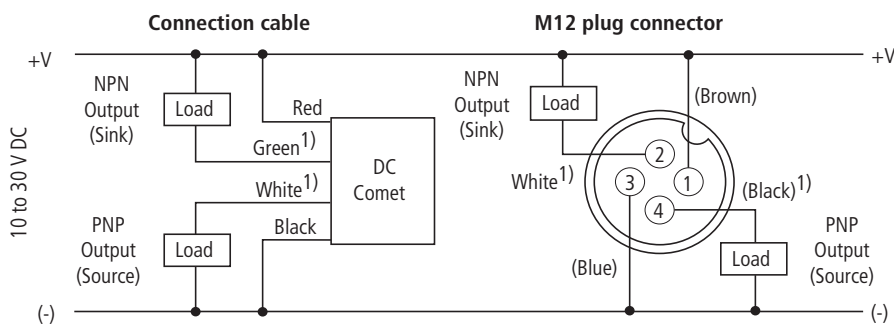 Connection cable
M12 plug connector
+V
+V
NPN
Output
(Sink)
Load
Red
Green1)
White1)
Black
DC
Comet
PNP
Output
(Source)
Load
10 to 30 V DC
NPN
Output
(Sink)
Load
(Brown)
White1)
2
3
1
4
(Black)1)
(Blue)
Load
PNP
Output
(Source)
(-)
(-)